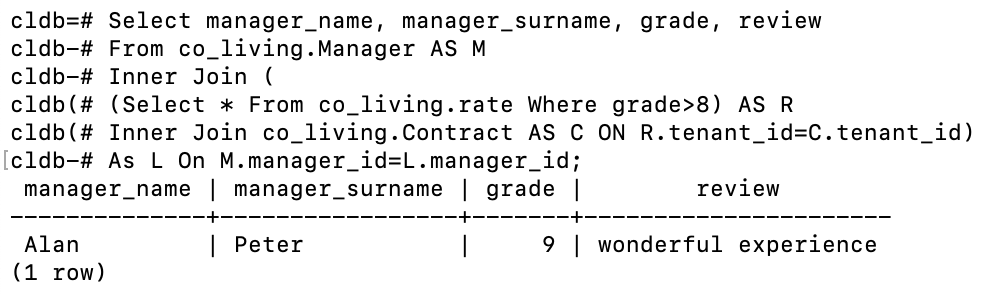 cldb=# Select manager_name, manager_surname, grade, review
cldb-# From co_living.Manager AS M
cldb-# Inner Join (
cldb(# (Select * From co_living.rate Where grade>8) AS R
cldb(# Inner Join co_living.Contract AS C ON R.tenant_id=C.tenant_id)
[cldb-# As L On M.manager_id=L.manager_id;
 manager_name | manager_surname | grade |        review
--------------+-----------------+-------+----------------------
 Alan         | Peter           |     9 | wonderful experience
(1 row)